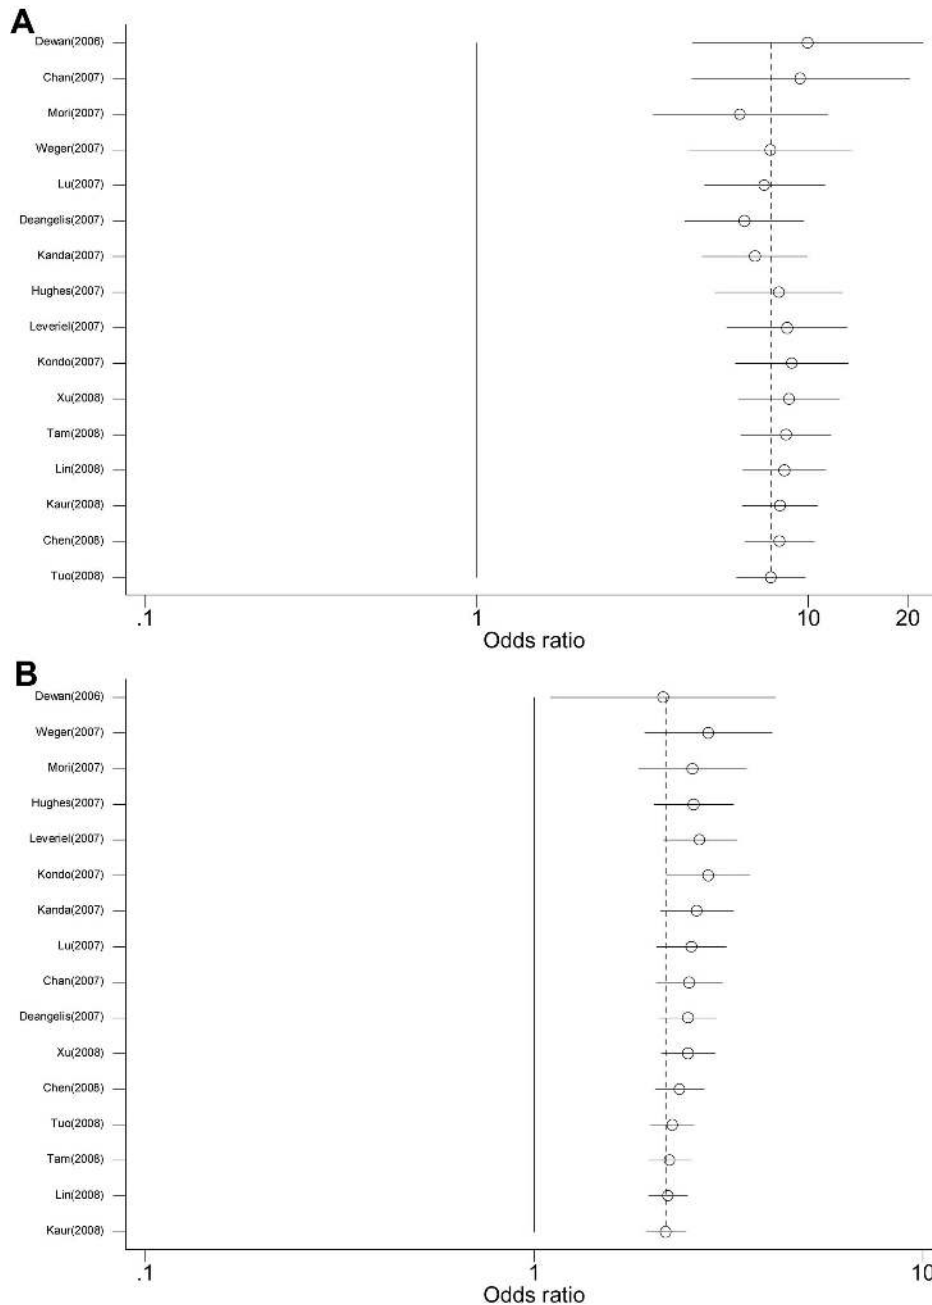 A
Dewan(2006)
Chan(2007)
Mori(2007)
Weger(2007)
Lu(2007)
Deangelis(2007)
Kanda(2007)
Hughes(2007)
Leveriel(2007)
Kondo(2007)
Xu(2008)
Tam(2008)
Lin(2008)
Kaur(2008)
Chen(2008)
Tuo(2008)
.1 1 10 20
Odds ratio
B
Dewan(2006)
Weger(2007)
Mori(2007)
Hughes(2007)
Leveriel(2007)
Kondo(2007)
Kanda(2007)
Lu(2007)
Chan(2007)
Deangelis(2007)
Xu(2008)
Chen(2008)
Tuo(2008)
Tam(2008)
Lin(2008)
Kaur(2008)
.1 1 10
Odds ratio